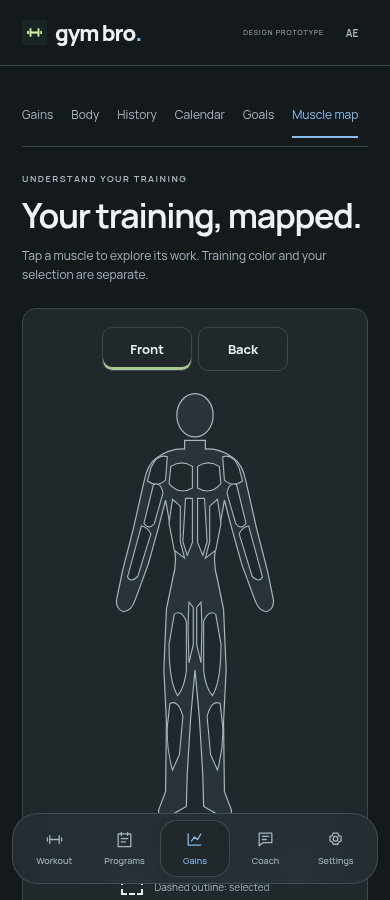 gym bro.
DESIGN PROTOTYPE
AE
Gains Body History Calendar Goals Muscle map
UNDERSTAND YOUR TRAINING
Your training, mapped.
Tap a muscle to explore its work. Training color and your
selection are separate.
Front Back
Workout Programs Gains Coach Settings
Dashed outline: selected